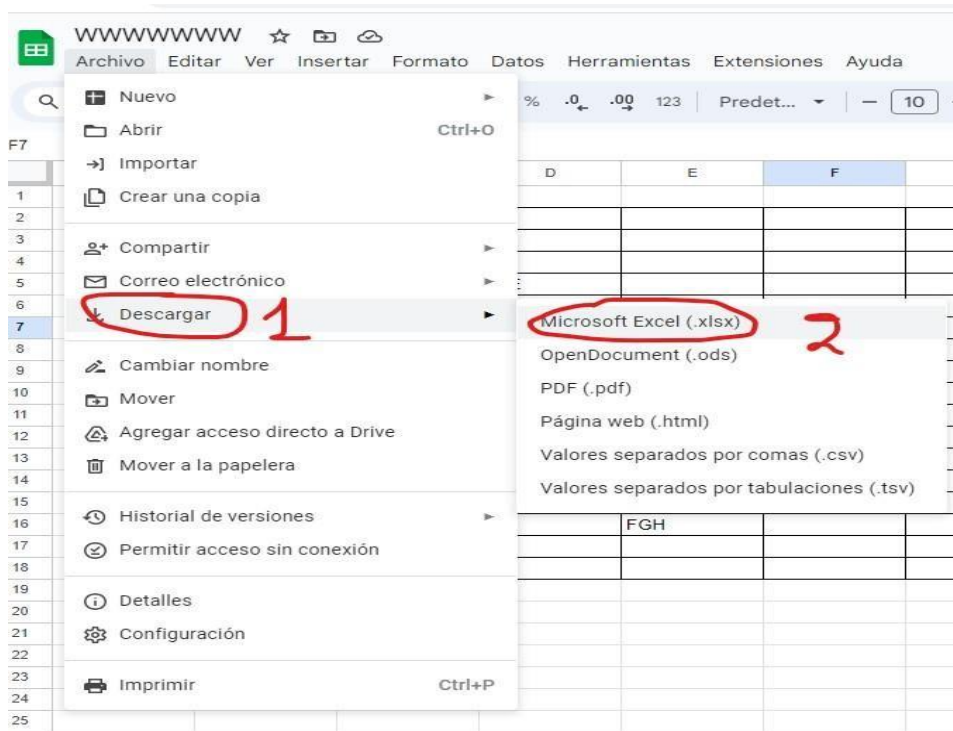 WWWWWWW
Archivo Editar Ver Insertar Formato Datos Herramientas Extensiones Ayuda
Nuevo
% .0 .00 123 Predet... 10
Abrir Ctrl+O
F7
Importar
D E F
Crear una copia
1
2
3
Compartir
4
Correo electrónico
5
6
Descargar 1
Microsoft Excel (.xlsx) 2
7
OpenDocument (.ods)
8
Cambiar nombre
9
PDF (.pdf)
10
Mover
11
Página web (.html)
12
Agregar acceso directo a Drive
13
Valores separados por comas (.csv)
Mover a la papelera
14
Valores separados por tabulaciones (.tsv)
15
Historial de versiones
16
FGH
17
Permitir acceso sin conexión
18
19
Detalles
20
21
Configuración
22
23
Imprimir Ctrl+P
24
25